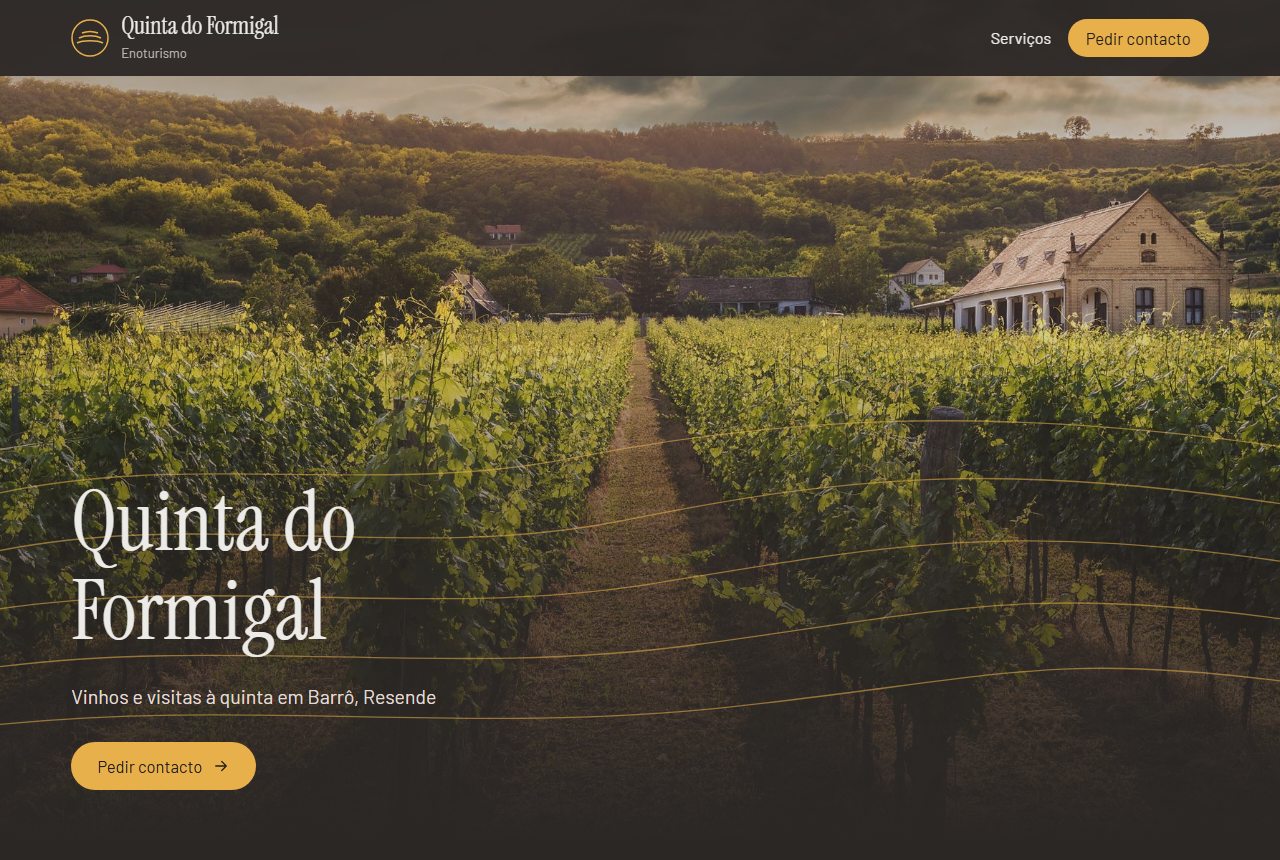 Quinta do Formigal
Enoturismo
Serviços
Pedir contacto
Quinta do
Formigal
Vinhos e visitas à quinta em Barrô, Resende
Pedir contacto